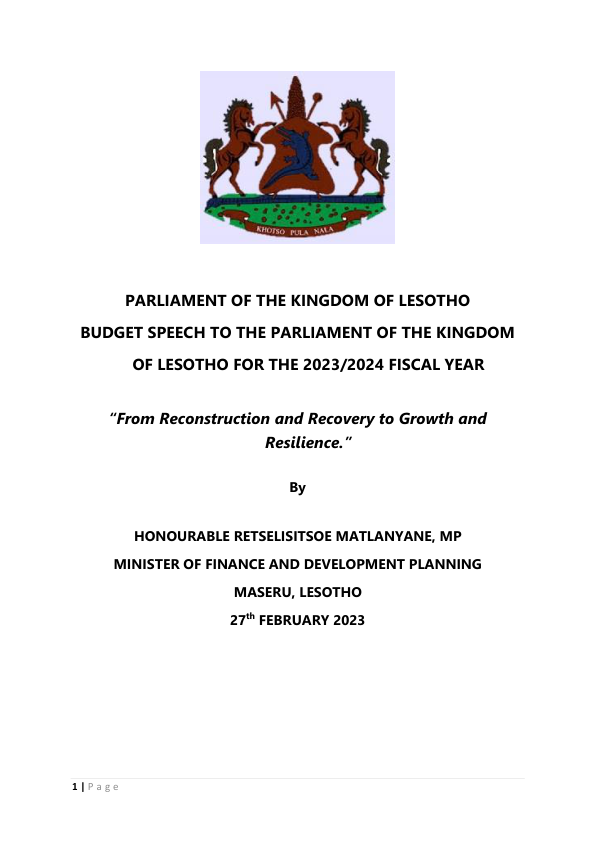 KHOTSO PULA NALA
PARLIAMENT OF THE KINGDOM OF LESOTHO
BUDGET SPEECH TO THE PARLIAMENT OF THE KINGDOM
OF LESOTHO FOR THE 2023/2024 FISCAL YEAR
“From Reconstruction and Recovery to Growth and
Resilience.”
By
HONOURABLE RETSELISITSOE MATLANYANE, MP
MINISTER OF FINANCE AND DEVELOPMENT PLANNING
MASERU, LESOTHO
27th FEBRUARY 2023
1 | Page